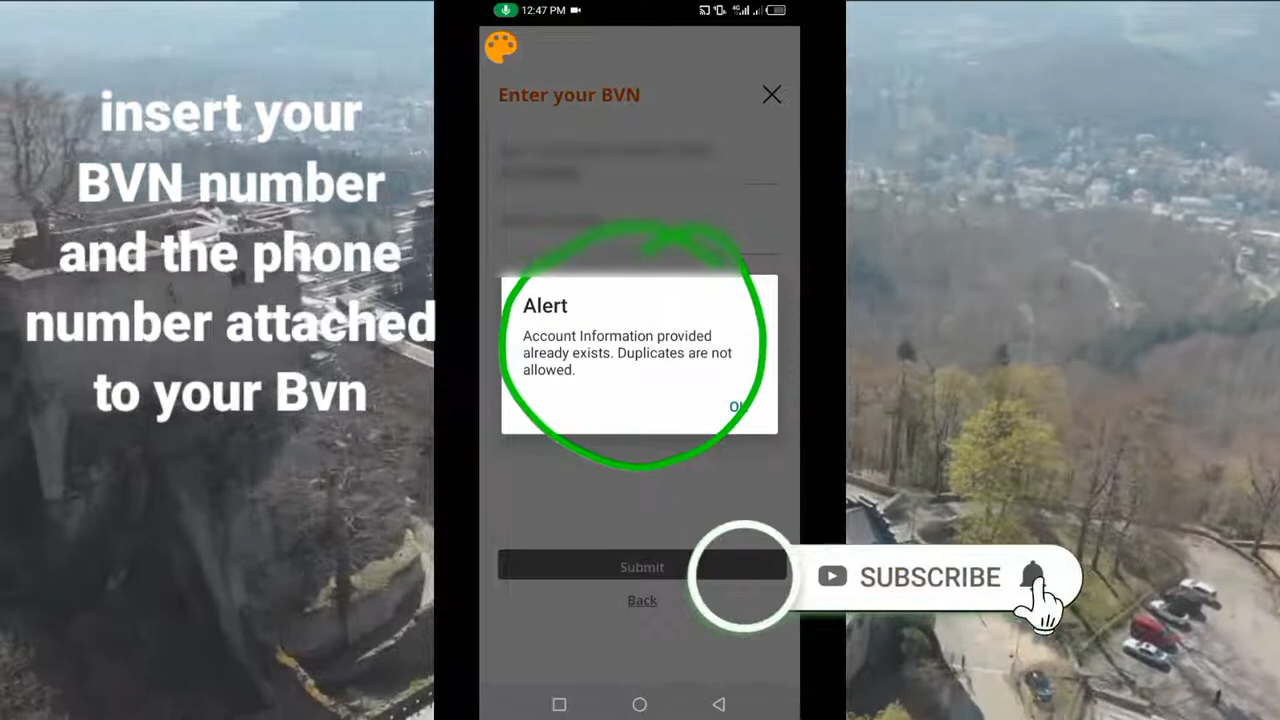 insert your
BVN number
and the phone
number attached
to your Bvn
12:47 PM
4G
Enter your BVN
Alert
Account Information provided
already exists. Duplicates are not
allowed.
OK
Submit
Back
SUBSCRIBE